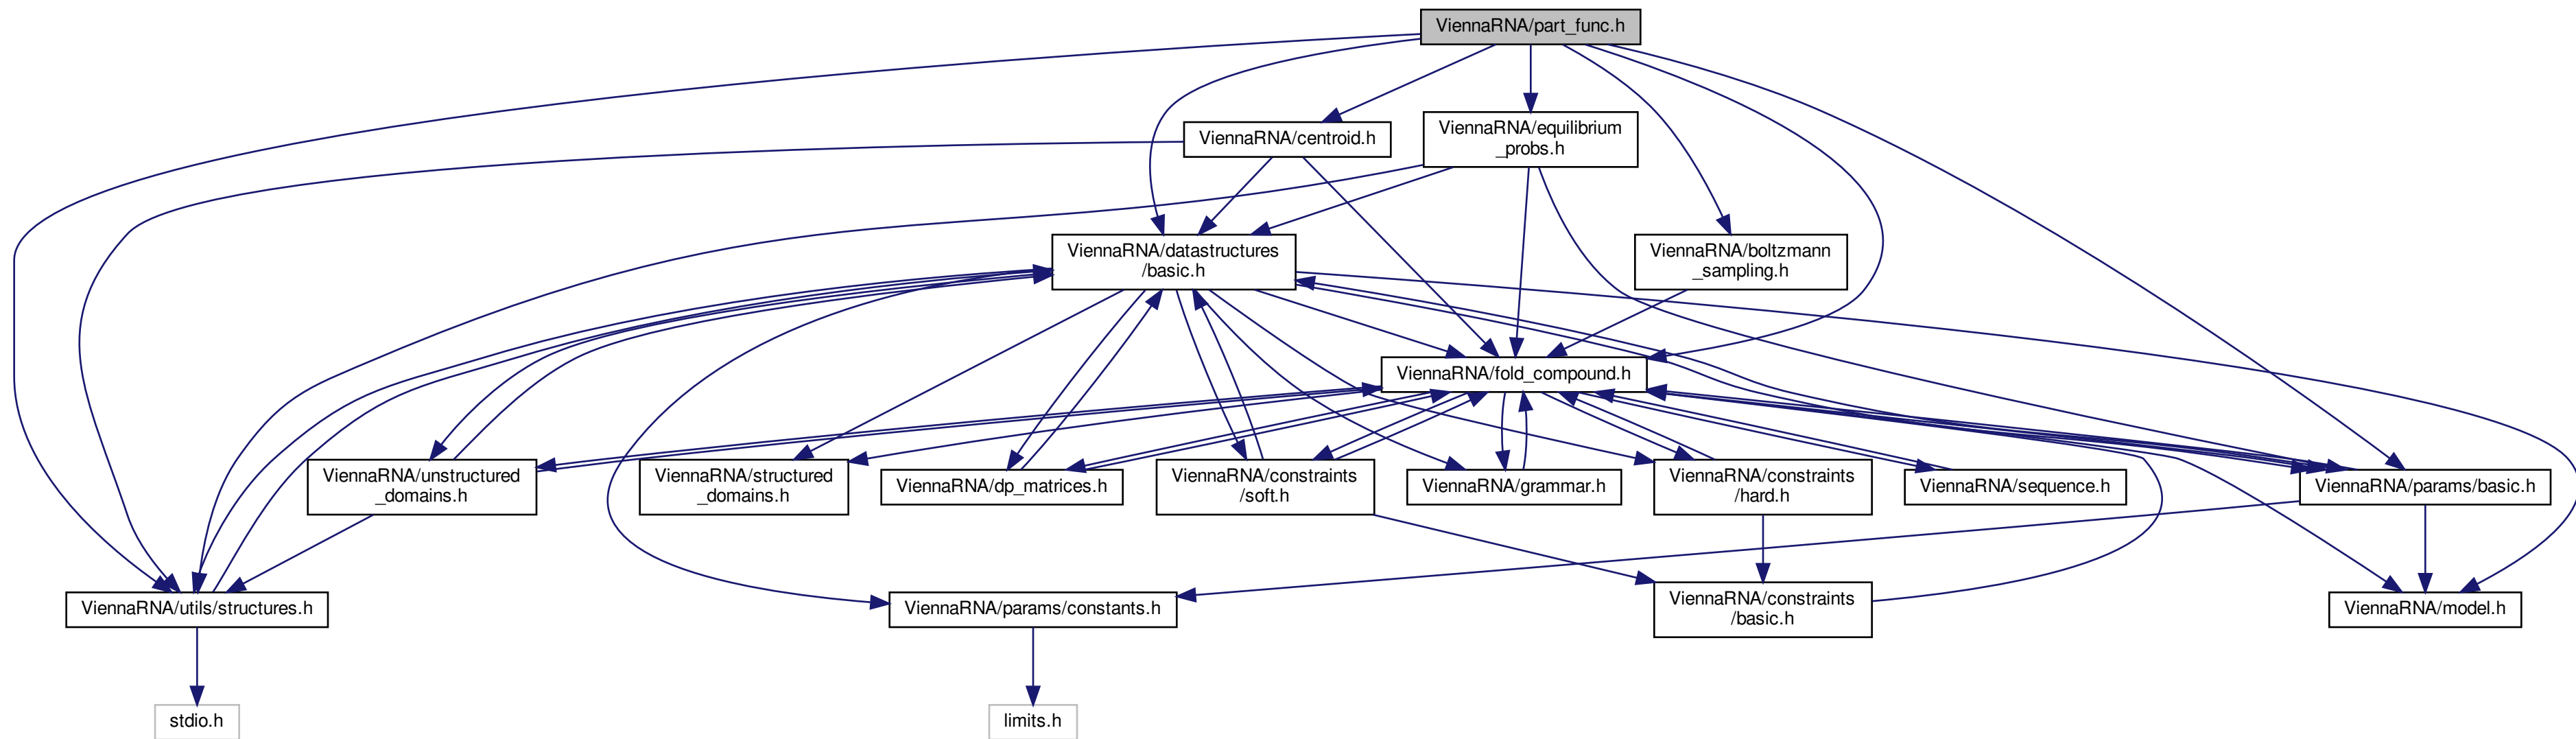 ViennaRNA/part_func.h
ViennaRNA/centroid.h
ViennaRNA/equilibrium
_probs.h
ViennaRNA/datastructures
/basic.h
ViennaRNA/boltzmann
_sampling.h
ViennaRNA/fold_compound.h
ViennaRNA/unstructured
_domains.h
ViennaRNA/structured
_domains.h
ViennaRNA/dp_matrices.h
ViennaRNA/constraints
/soft.h
ViennaRNA/grammar.h
ViennaRNA/constraints
/hard.h
ViennaRNA/sequence.h
ViennaRNA/params/basic.h
ViennaRNA/utils/structures.h
ViennaRNA/params/constants.h
ViennaRNA/constraints
/basic.h
ViennaRNA/model.h
stdio.h
limits.h